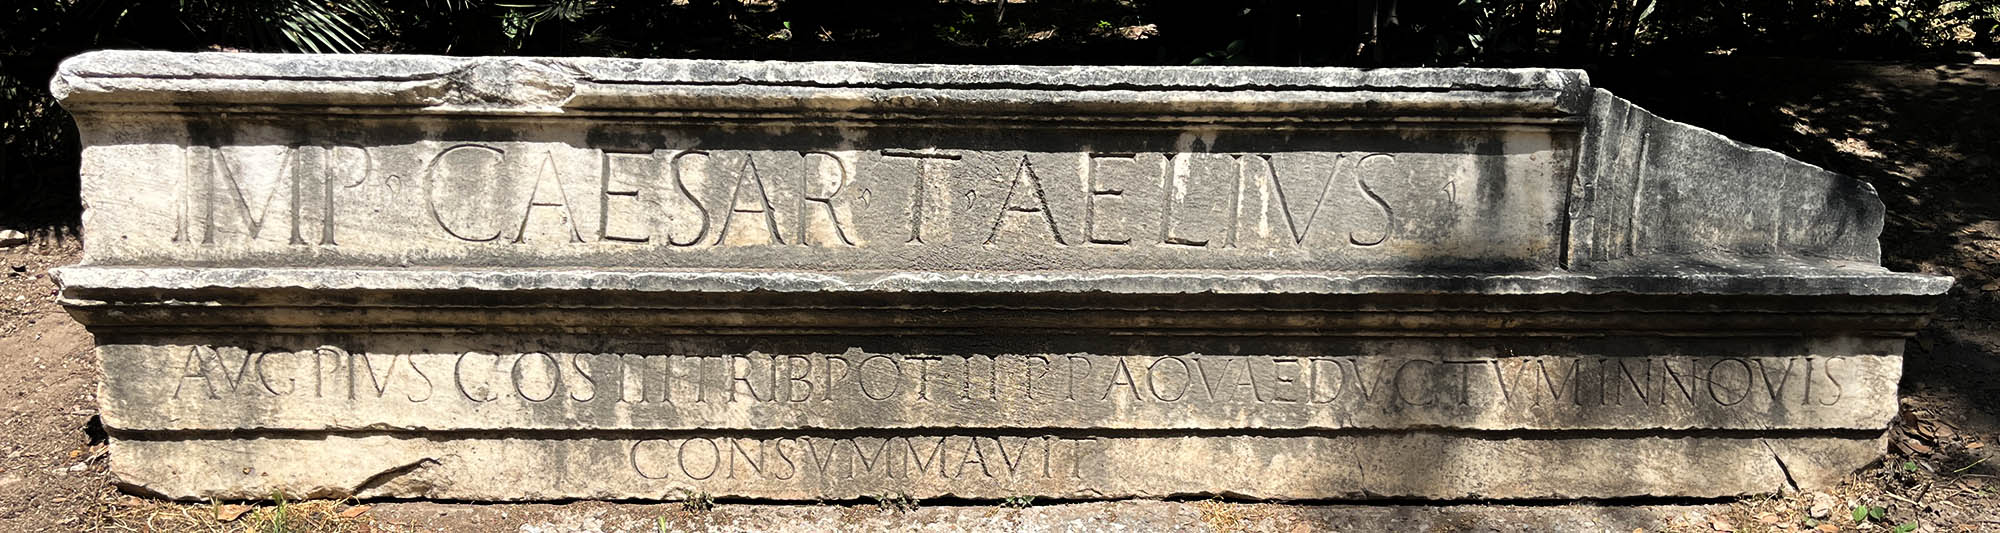 IMP · CAESAR · T · AELIVS ·
AVG PIVS COS III TRIB POT II P P AQVAEDVCTVM IN NOVIS
CONSVMMAVIT